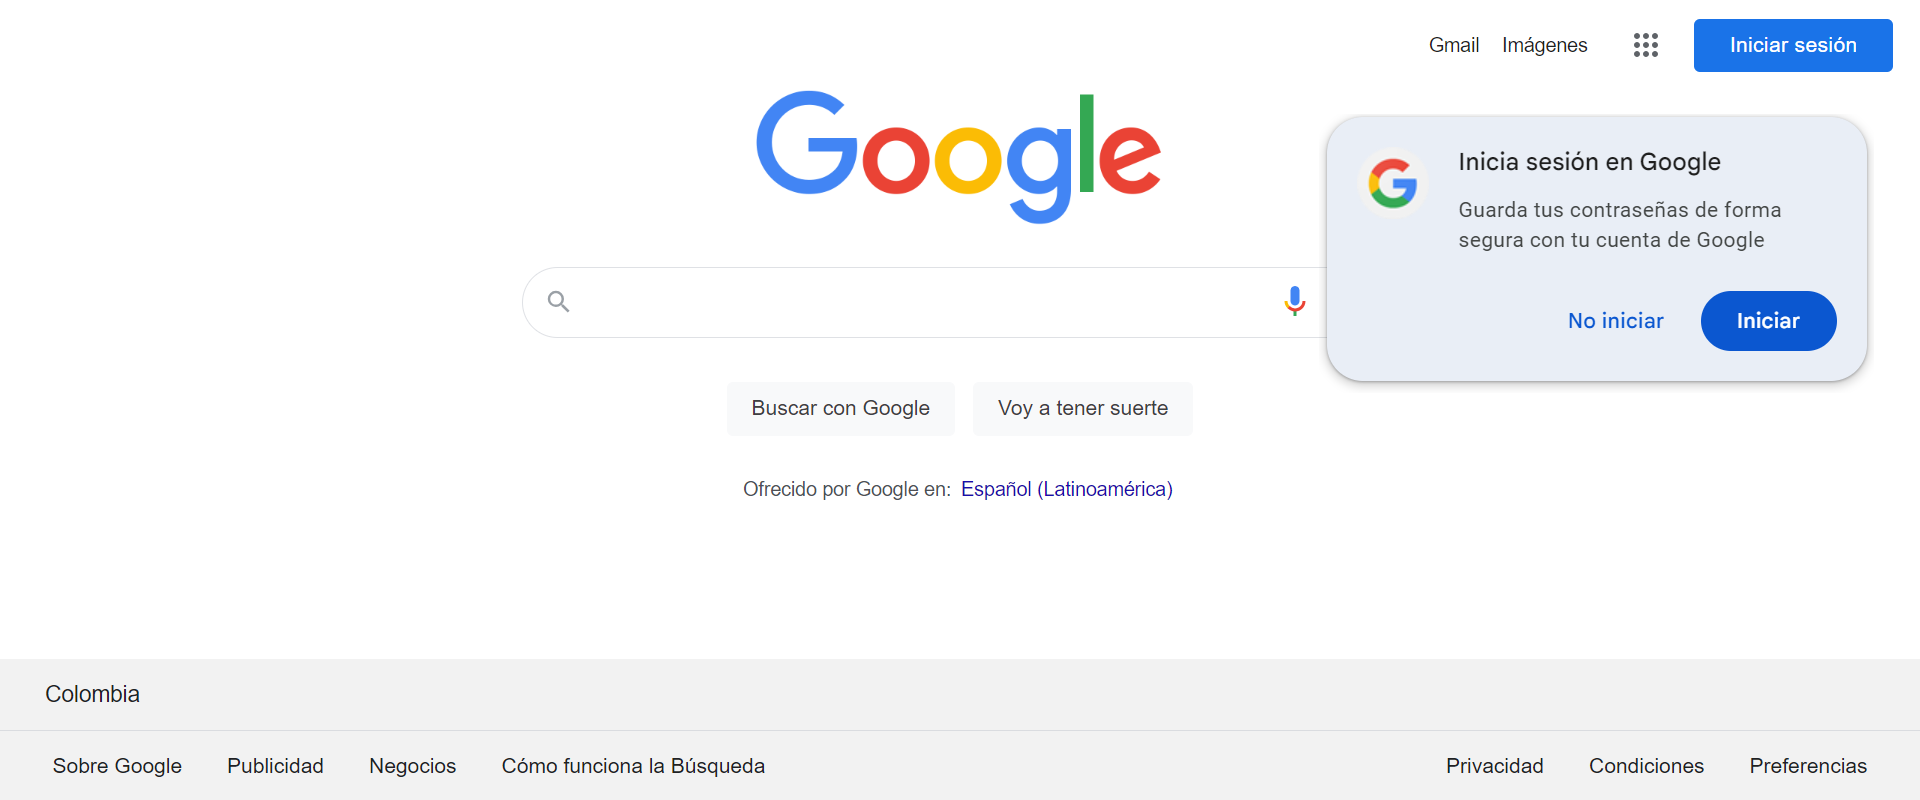 Gmail Imágenes Iniciar sesión
Google
Inicia sesión en Google
Guarda tus contraseñas de forma
segura con tu cuenta de Google
No iniciar Iniciar
Buscar con Google Voy a tener suerte
Ofrecido por Google en: Español (Latinoamérica)
Colombia
Sobre Google Publicidad Negocios Cómo funciona la Búsqueda Privacidad Condiciones Preferencias